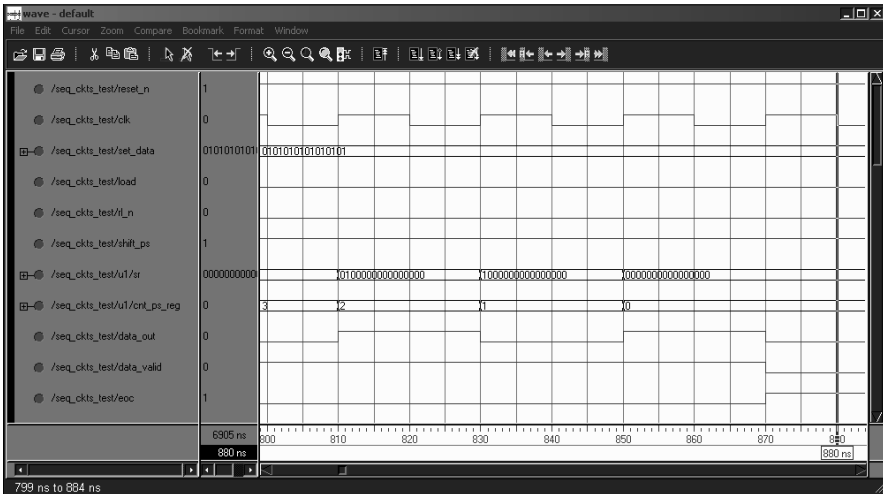 wave - default
File Edit Cursor Zoom Compare Bookmark Format Window
/seq_ckts_test/reset_n 1
/seq_ckts_test/clk 0
/seq_ckts_test/set_data 0101010101 0101010101010101
/seq_ckts_test/load 0
/seq_ckts_test/rl_n 0
/seq_ckts_test/shift_ps 1
/seq_ckts_test/u1/sr 0000000000 0100000000000000 1000000000000000 0000000000000000
/seq_ckts_test/u1/cnt_ps_reg 0 3 2 1 0
/seq_ckts_test/data_out 0
/seq_ckts_test/data_valid 0
/seq_ckts_test/eoc 1
6905 ns 800 810 820 830 840 850 860 870
880 ns 880 ns
799 ns to 884 ns